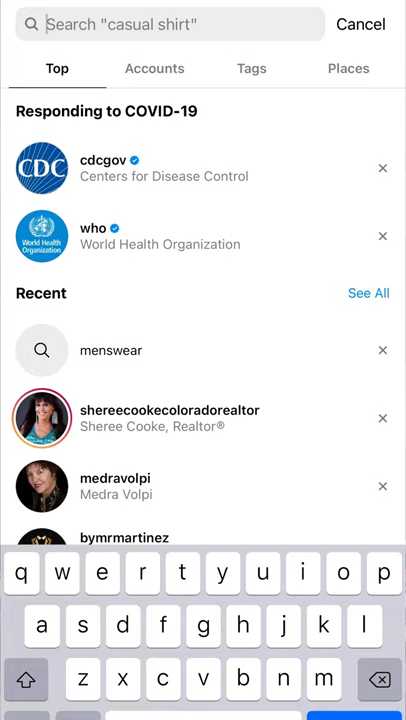 Search "casual shirt"
Cancel
Top
Accounts
Tags
Places
Responding to COVID-19
CDC
cdcgov
Centers for Disease Control
World Health
Organization
who
World Health Organization
Recent
See All
menswear
shereecookecoloradorealtor
Sheree Cooke, Realtor®
medravolpi
Medra Volpi
bymrmartinez
q w e r t y u i o p
a s d f g h j k l
z x c v b n m